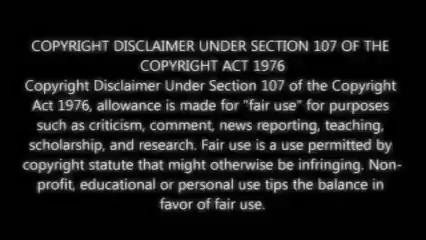 COPYRIGHT DISCLAIMER UNDER SECTION 107 OF THE
COPYRIGHT ACT 1976
Copyright Disclaimer Under Section 107 of the Copyright
Act 1976, allowance is made for "fair use" for purposes
such as criticism, comment, news reporting, teaching,
scholarship, and research. Fair use is a use permitted by
copyright statute that might otherwise be infringing. Non-
profit, educational or personal use tips the balance in
favor of fair use.